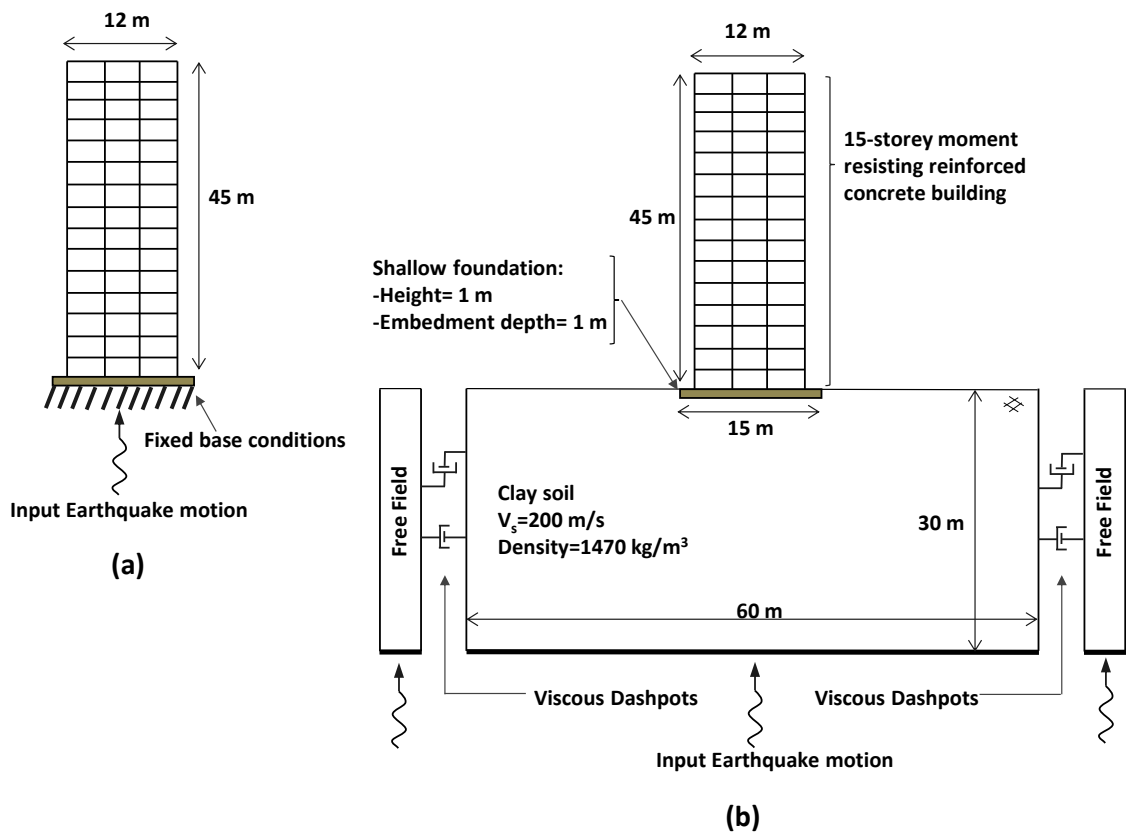 12 m
45 m
Fixed base conditions
Input Earthquake motion
(a)
12 m
15-storey moment
resisting reinforced
concrete building
45 m
Shallow foundation:
-Height= 1 m
-Embedment depth= 1 m
15 m
Free Field
Clay soil
Vs=200 m/s
Density=1470 kg/m³
30 m
Free Field
60 m
Viscous Dashpots
Viscous Dashpots
Input Earthquake motion
(b)